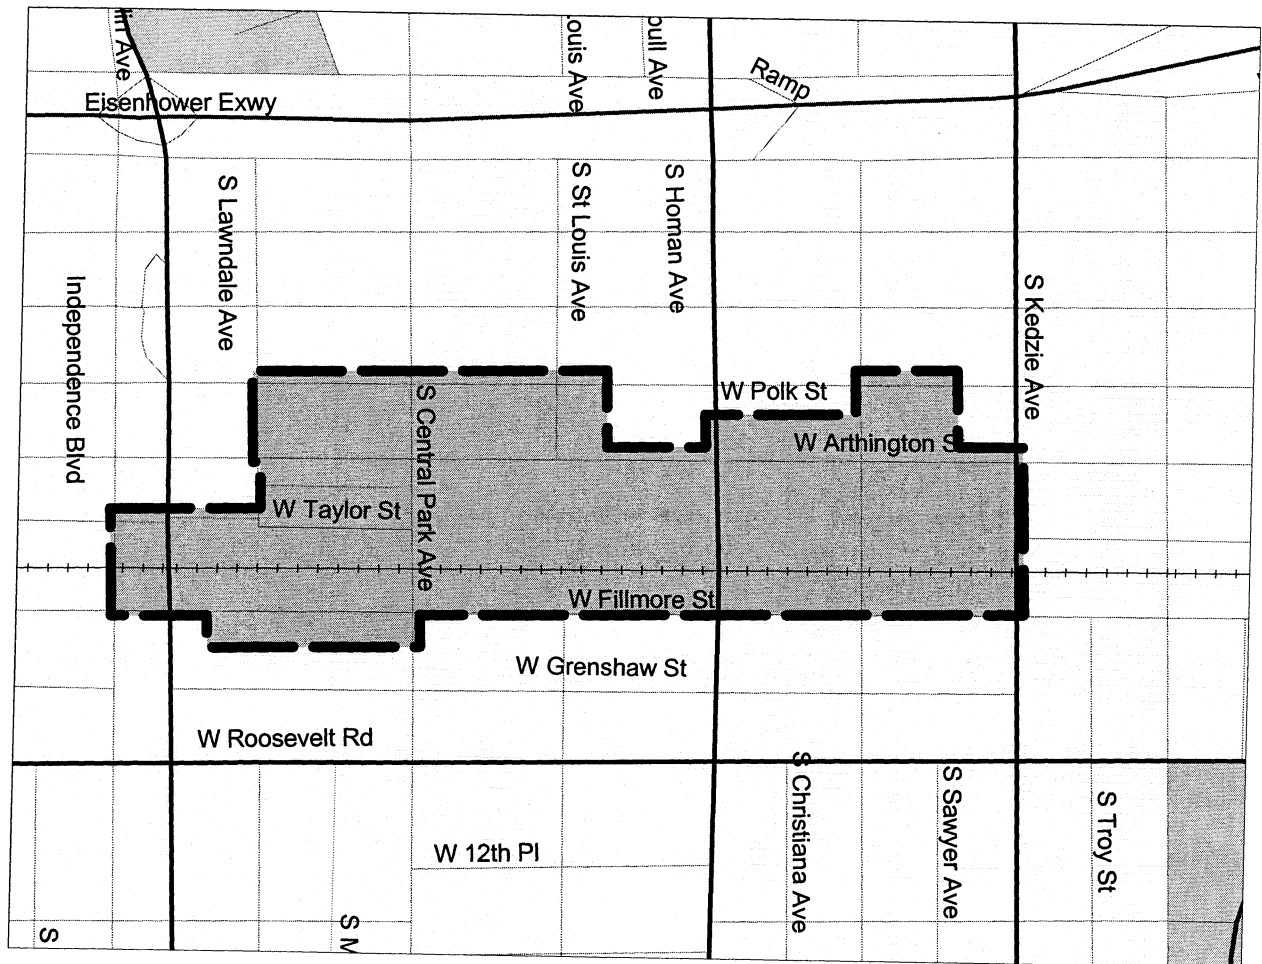 lin Ave
Louis Ave
bull Ave
Ramp
Eisenhower Exwy
S Lawndale Ave
S St Louis Ave
S Homan Ave
Independence Blvd
S Kedzie Ave
S Central Park Ave
W Polk St
W Arthington S
W Taylor St
W Fillmore St
W Grenshaw St
W Roosevelt Rd
S Christiana Ave
S Sawyer Ave
S Troy St
W 12th Pl
S M
S